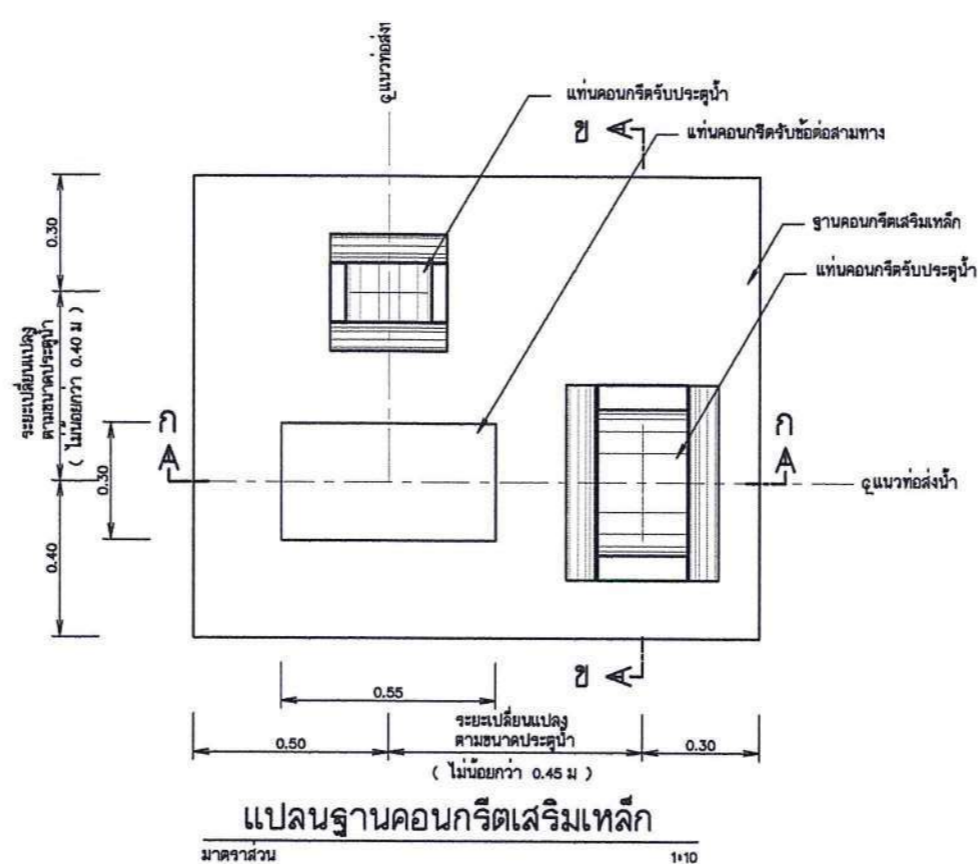 ℄ แนวท่อส่งน้ำ
แท่นคอนกรีตรับประตูน้ำ
ข
แท่นคอนกรีตรับข้อต่อสามทาง
ฐานคอนกรีตเสริมเหล็ก
แท่นคอนกรีตรับประตูน้ำ
0.30
ระยะเปลี่ยนแปลง
ตามขนาดประตูน้ำ
( ไม่น้อยกว่า 0.40 ม )
ก
ก
0.30
℄ แนวท่อส่งน้ำ
0.40
ข
0.55
ระยะเปลี่ยนแปลง
ตามขนาดประตูน้ำ
0.50
0.30
( ไม่น้อยกว่า 0.45 ม )
แปลนฐานคอนกรีตเสริมเหล็ก
มาตราส่วน 1:10